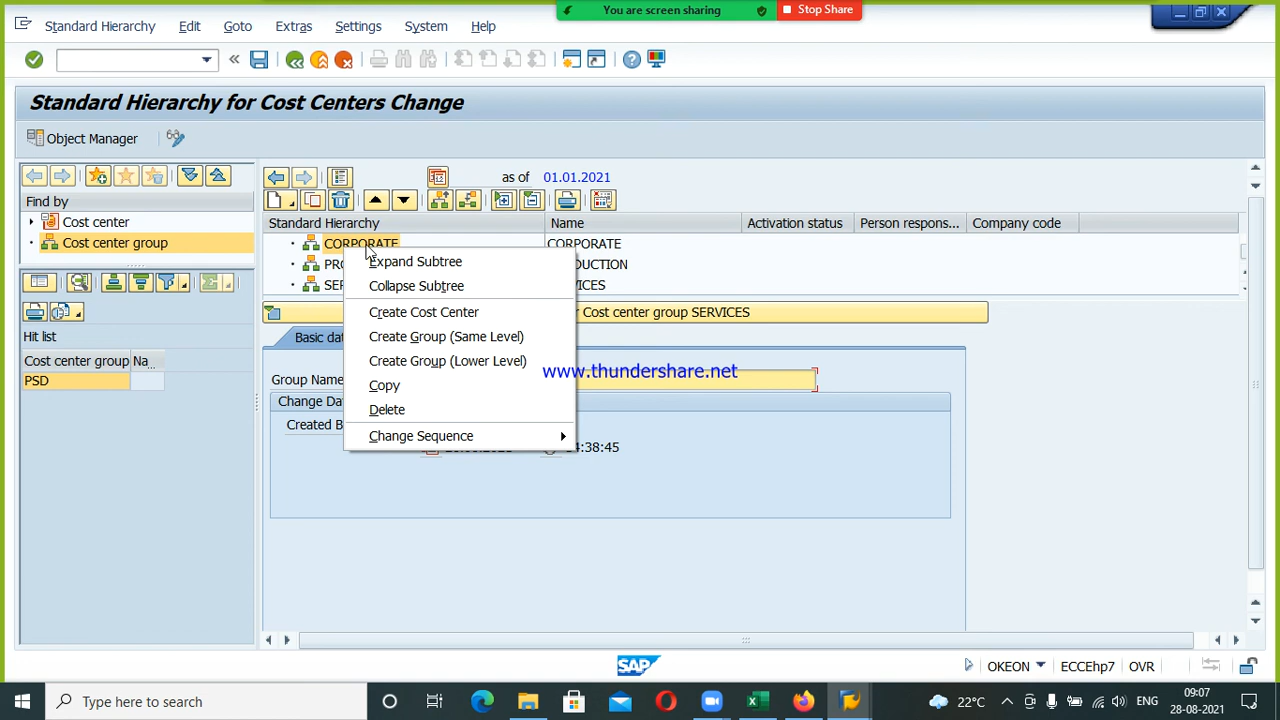 You are screen sharing
Stop Share
Standard Hierarchy Edit Goto Extras Settings System Help
Standard Hierarchy for Cost Centers Change
Object Manager
as of 01.01.2021
Find by
Standard Hierarchy Name Activation status Person respons... Company code
Cost center
Cost center group
CORPORATE CORPORATE
Expand Subtree
Collapse Subtree
Create Cost Center
Cost center group SERVICES
Create Group (Same Level)
Create Group (Lower Level)
Copy
Delete
Change Sequence
Hit list
Basic dat
Cost center group Na...
PSD
Group Name
www.thundershare.net
Change Da
Created B
4:38:45
SAP
OKEON ECCEhp7 OVR
Type here to search
22°C ENG
09:07
28-08-2021